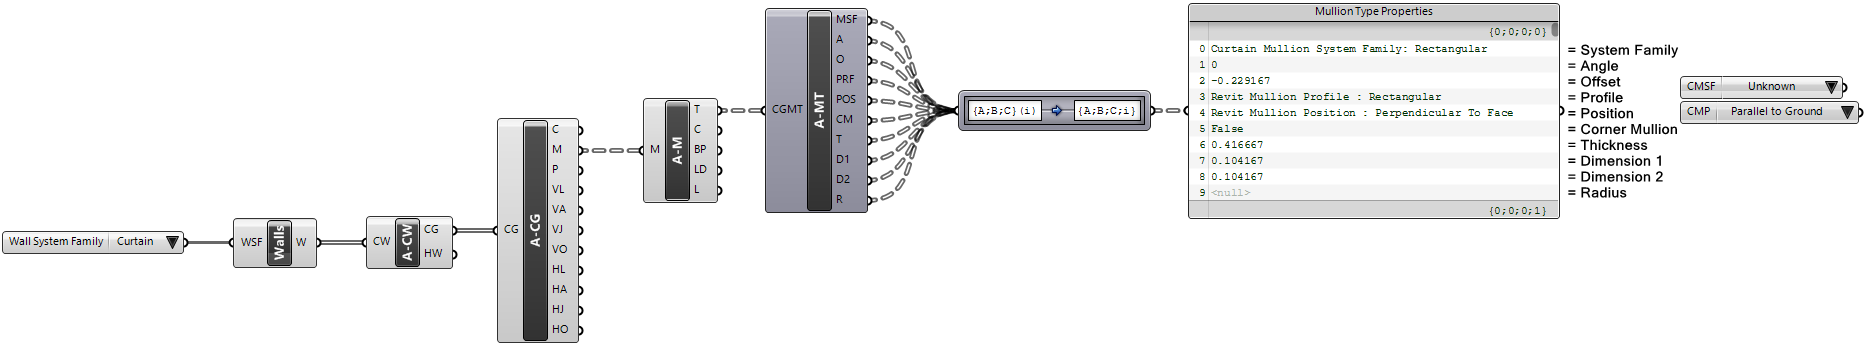 Wall System Family Curtain
WSF Walls W
CW A-CW CG
HW
CG A-CG C
M
P
VL
VA
VJ
VO
HL
HA
HJ
HO
M A-M T
C
BP
LD
L
CGMT A-MT MSF
A
O
PRF
POS
CM
T
D1
D2
R
{A;B;C}(i) {A;B;C;i}
Mullion Type Properties
{0;0;0;0}
0 Curtain Mullion System Family: Rectangular = System Family
1 0 = Angle
2 -0.229167 = Offset
3 Revit Mullion Profile : Rectangular = Profile
4 Revit Mullion Position : Perpendicular To Face = Position
5 False = Corner Mullion
6 0.416667 = Thickness
7 0.104167 = Dimension 1
8 0.104167 = Dimension 2
9 <null> = Radius
{0;0;0;1}
CMSF Unknown
CMP Parallel to Ground